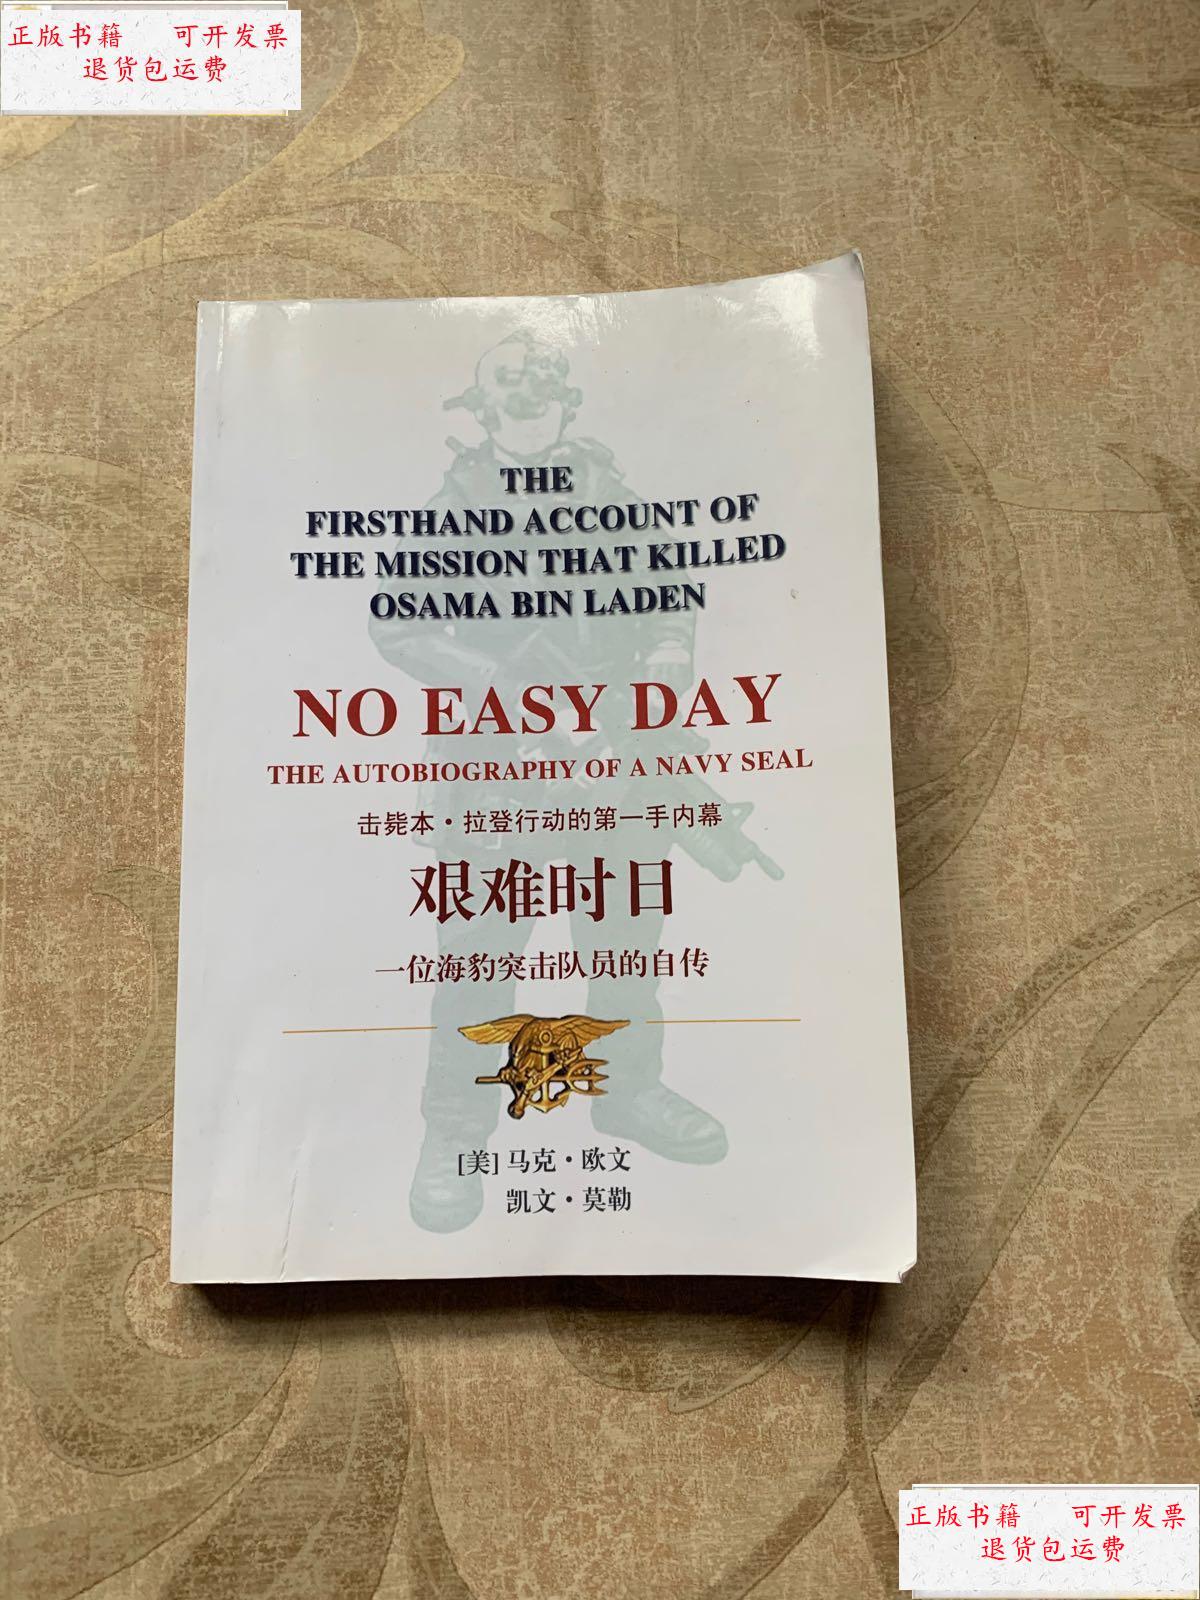 正版书籍 可开发票
退货包运费
THE
FIRSTHAND ACCOUNT OF
THE MISSION THAT KILLED
OSAMA BIN LADEN
NO EASY DAY
THE AUTOBIOGRAPHY OF A NAVY SEAL
击毙本·拉登行动的第一手内幕
艰难时日
一位海豹突击队员的自传
[美] 马克·欧文
凯文·莫勒
正版书籍 可开发票
退货包运费